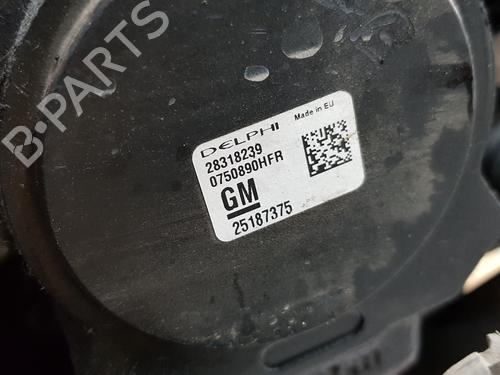 B-PARTS
DELPHI
Made in EU
28318239
0750890HFR
GM
25187375